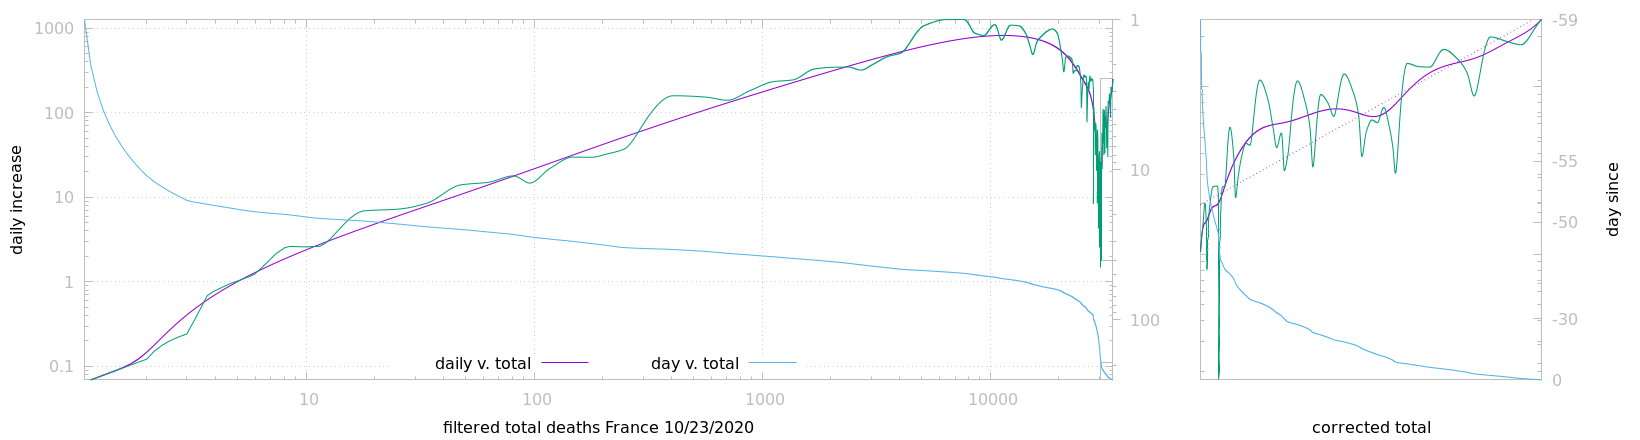 1000
100
10
1
0.1
daily increase
daily v. total
day v. total
10
100
1000
10000
filtered total deaths France 10/23/2020
1
10
100
-59
-55
-50
-30
0
day since
corrected total